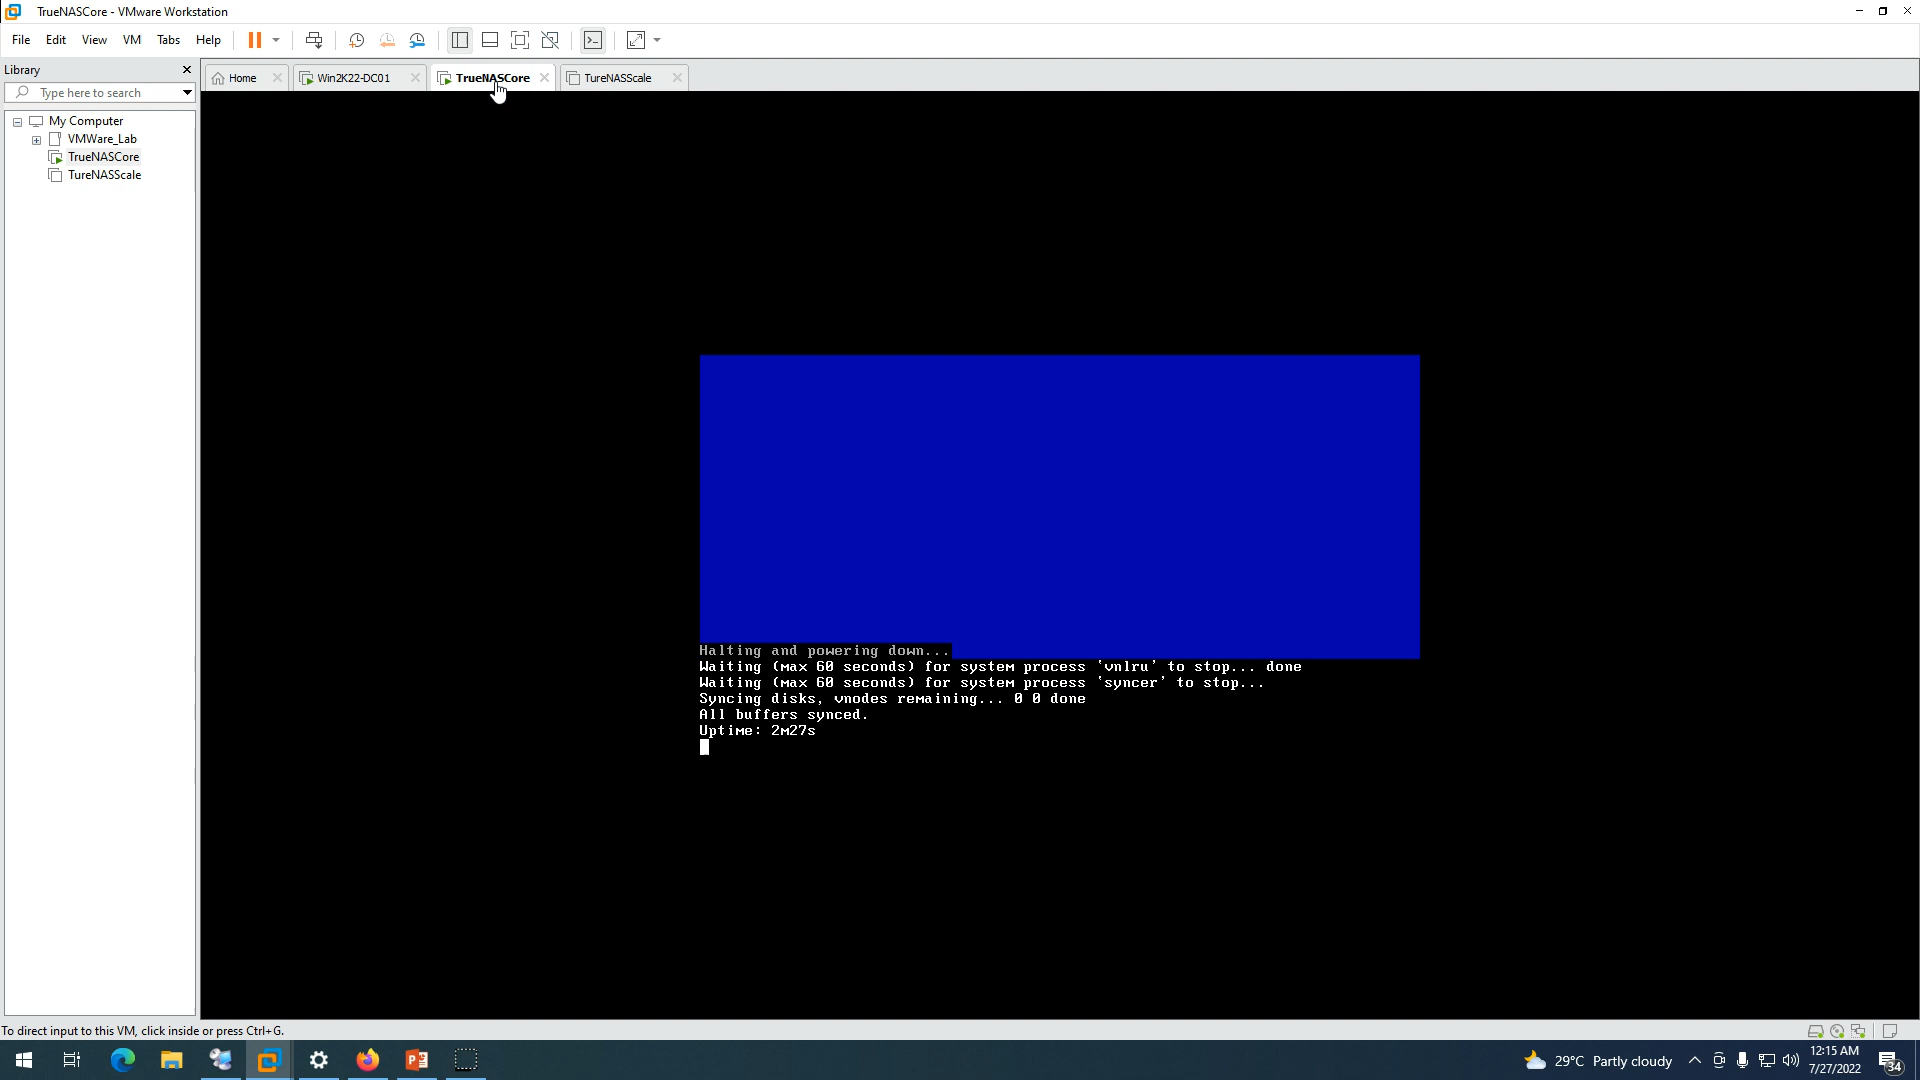 TrueNASCore - VMware Workstation
File Edit View VM Tabs Help
Library
Type here to search
My Computer
VMWare_Lab
TrueNASCore
TureNASScale
Home
Win2K22-DC01
TrueNASCore
TureNASScale
Halting and powering down...
Waiting (max 60 seconds) for system process `vnlru' to stop... done
Waiting (max 60 seconds) for system process `syncer' to stop...
Syncing disks, vnodes remaining... 0 0 done
All buffers synced.
Uptime: 2m27s
To direct input to this VM, click inside or press Ctrl+G.
29°C Partly cloudy
12:15 AM
7/27/2022
34